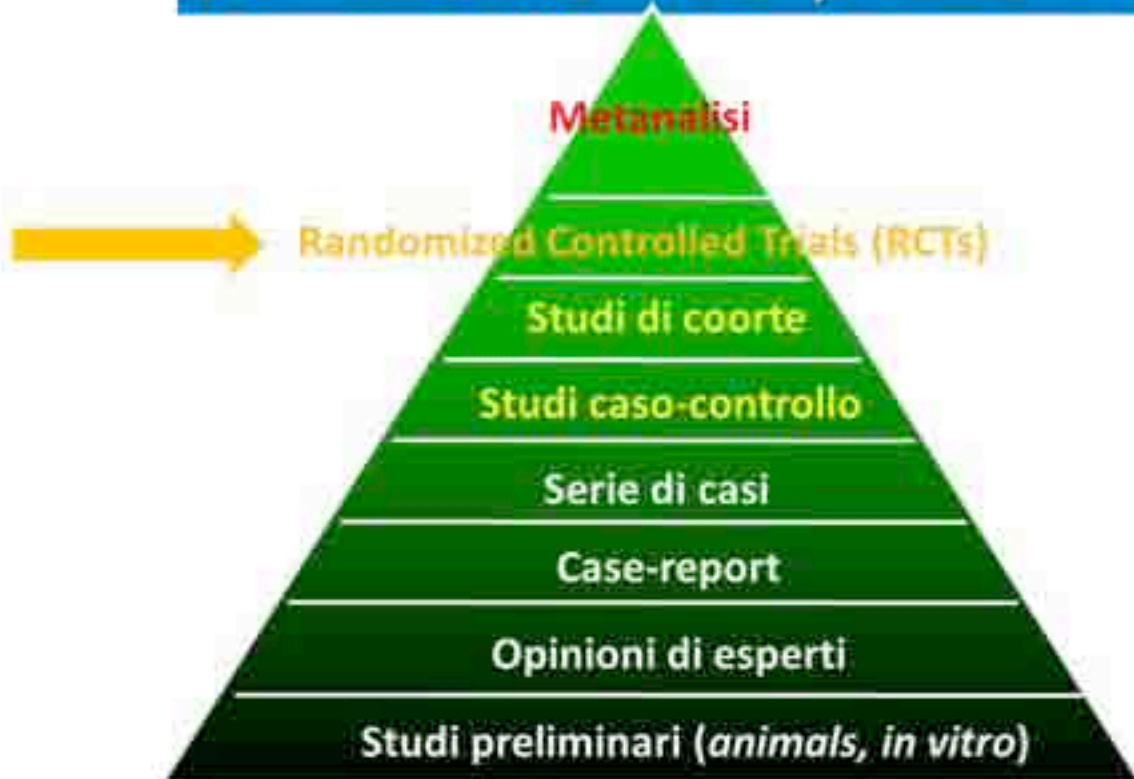 Metanalisi
Randomized Controlled Trials (RCTs)
Studi di coorte
Studi caso-controllo
Serie di casi
Case-report
Opinioni di esperti
Studi preliminari (animals, in vitro)